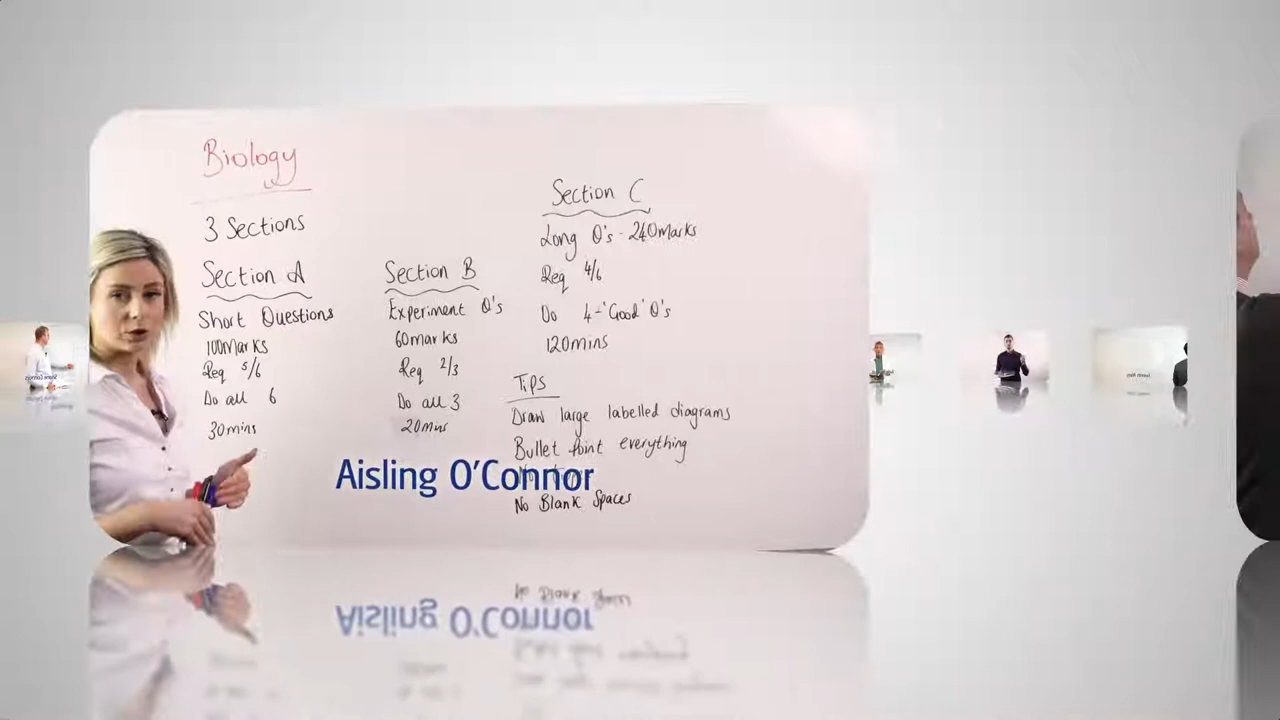 Biology
3 Sections
Section A
Short Questions
100marks
Req 5/6
Do all 6
30mins
Section B
Experiment Q's
60marks
Req 2/3
Do all 3
20mins
Section C
Long Q's - 240marks
Req 4/6
Do 4-'Good' Q's
120mins
Tips
Draw large labelled diagrams
Bullet Point everything
No
No Blank Spaces
Aisling O'Connor